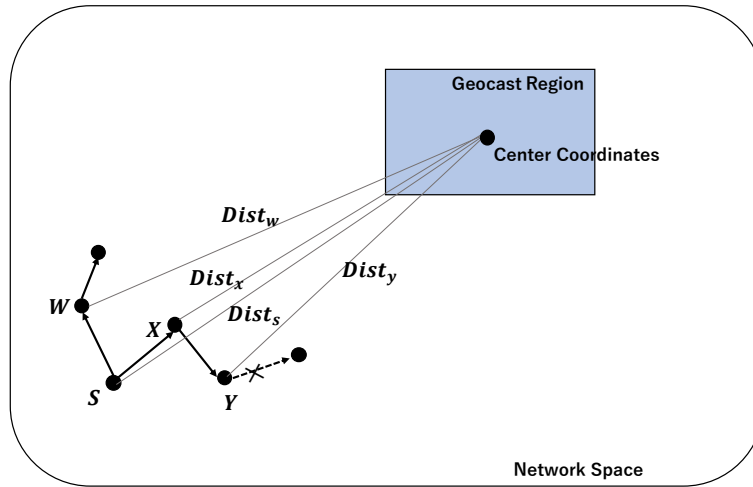 Geocast Region
Center Coordinates
Dist_w
Dist_x
Dist_y
Dist_s
W
X
S
Y
Network Space